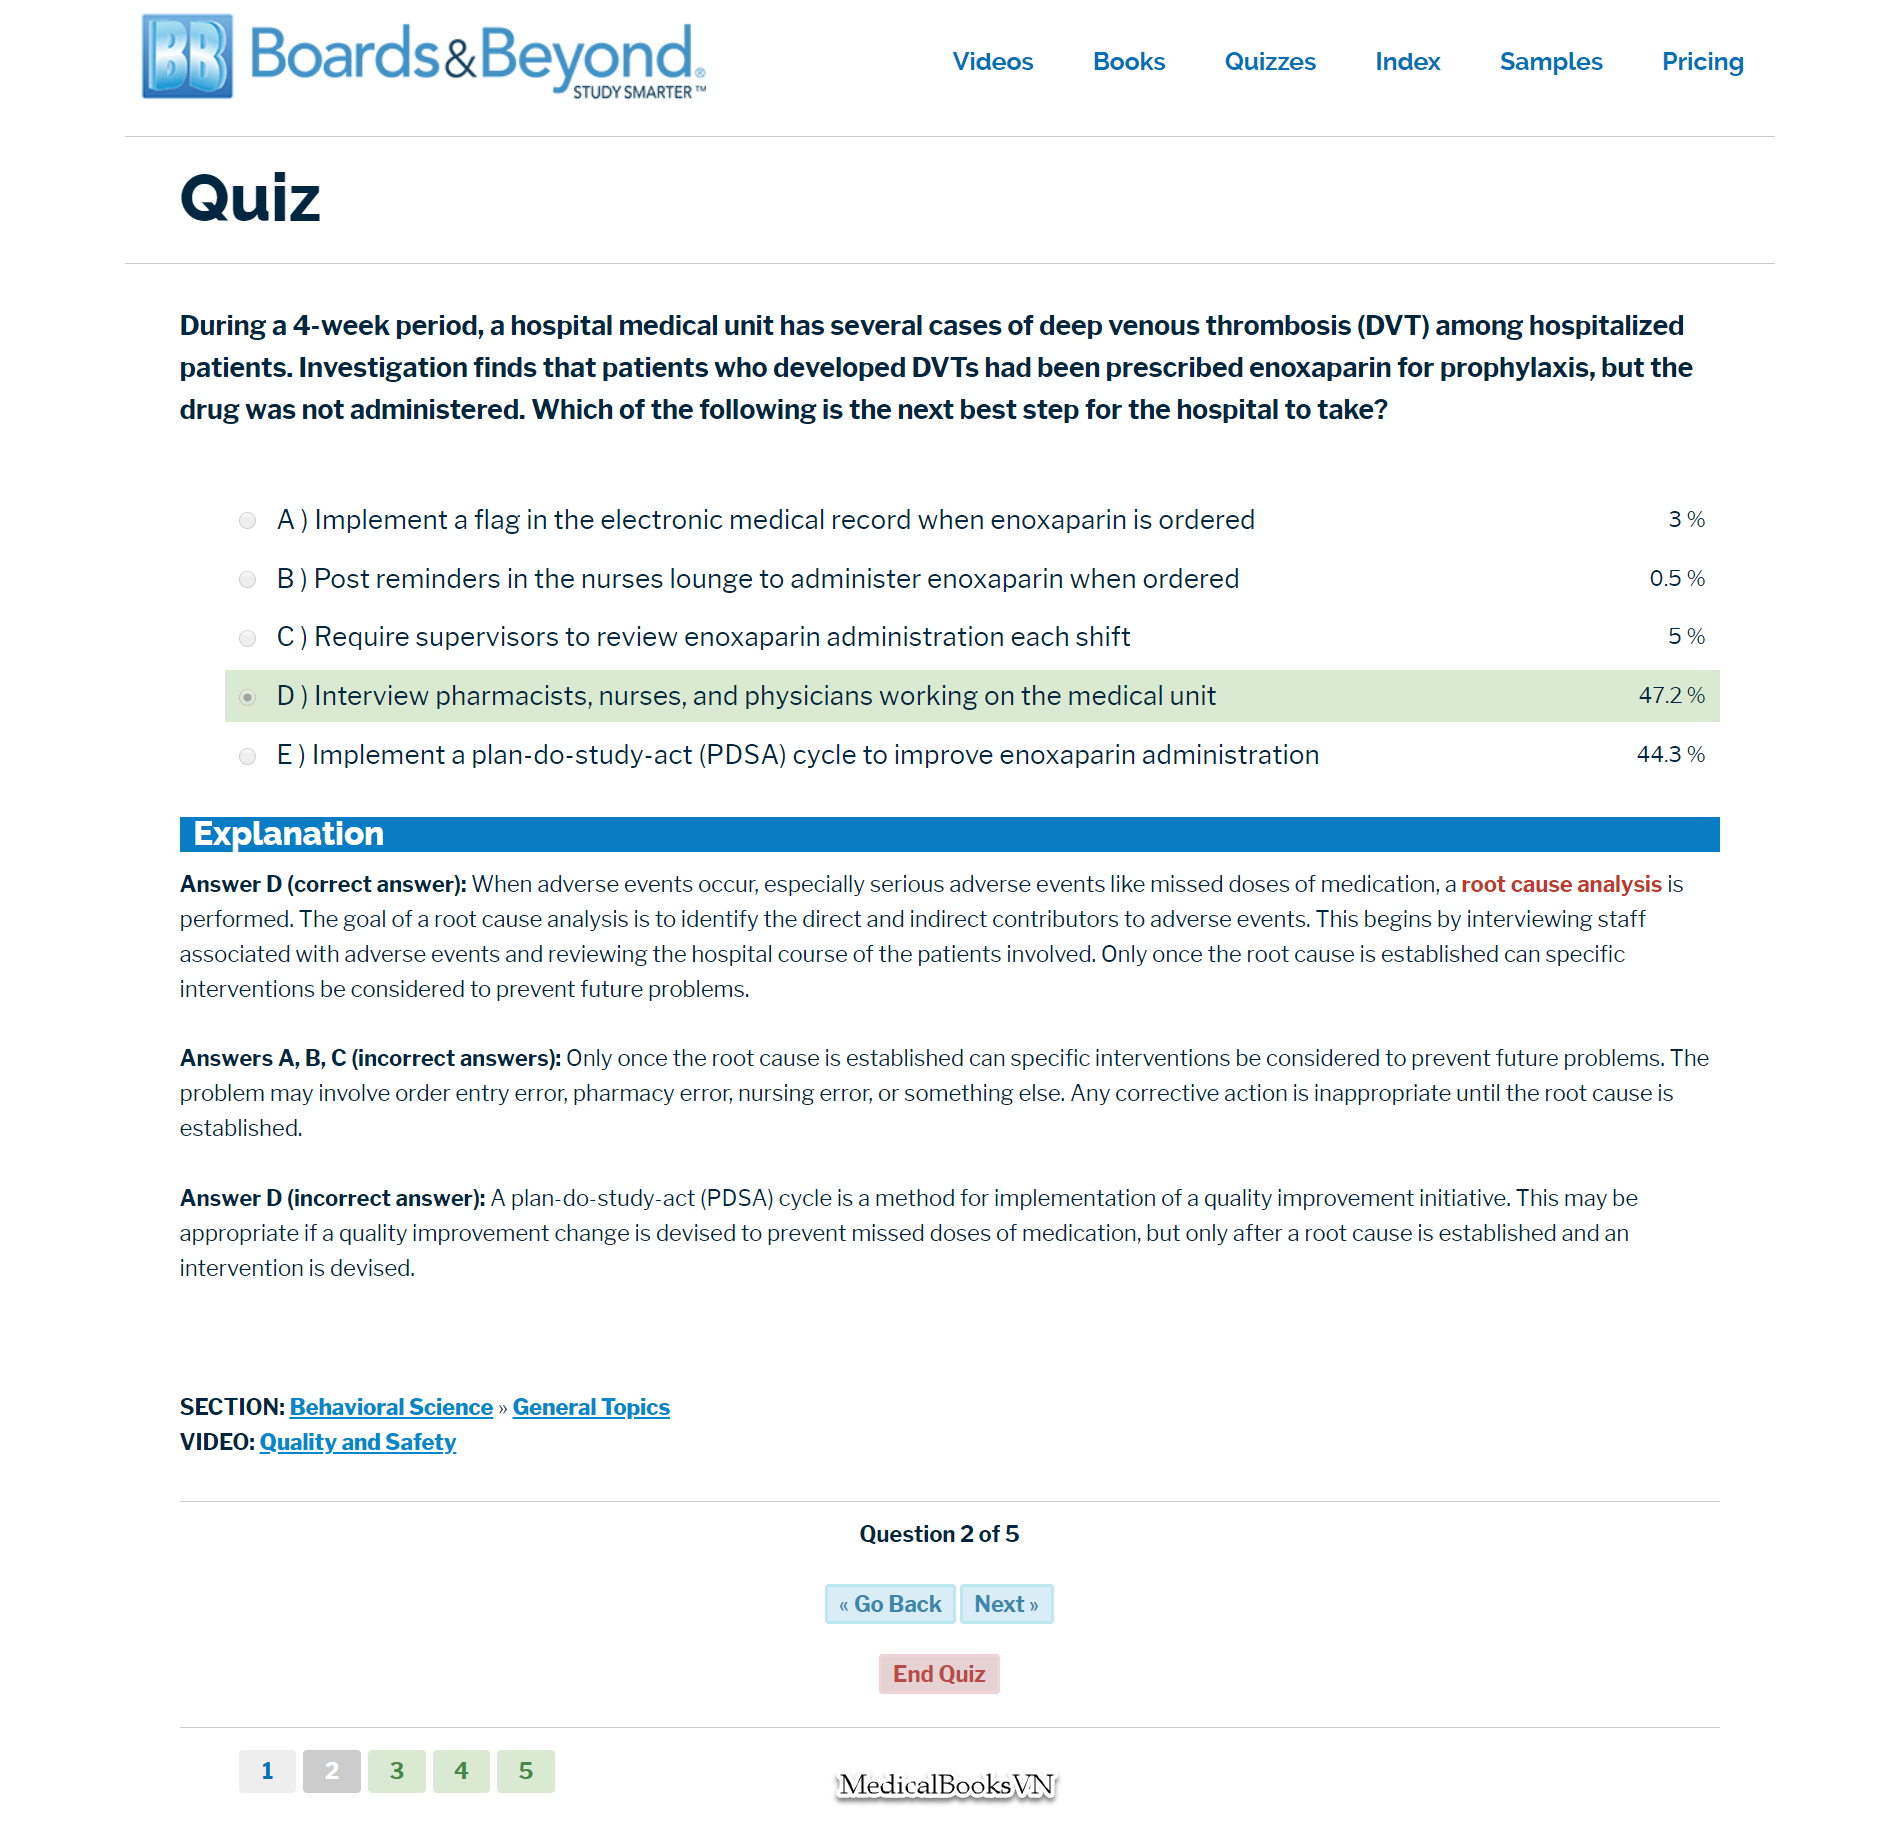 BB Boards&Beyond®
STUDY SMARTER™
Videos Books Quizzes Index Samples Pricing
Quiz
During a 4-week period, a hospital medical unit has several cases of deep venous thrombosis (DVT) among hospitalized
patients. Investigation finds that patients who developed DVTs had been prescribed enoxaparin for prophylaxis, but the
drug was not administered. Which of the following is the next best step for the hospital to take?
A ) Implement a flag in the electronic medical record when enoxaparin is ordered 3 %
B ) Post reminders in the nurses lounge to administer enoxaparin when ordered 0.5 %
C ) Require supervisors to review enoxaparin administration each shift 5 %
D ) Interview pharmacists, nurses, and physicians working on the medical unit 47.2 %
E ) Implement a plan-do-study-act (PDSA) cycle to improve enoxaparin administration 44.3 %
Explanation
Answer D (correct answer): When adverse events occur, especially serious adverse events like missed doses of medication, a root cause analysis is
performed. The goal of a root cause analysis is to identify the direct and indirect contributors to adverse events. This begins by interviewing staff
associated with adverse events and reviewing the hospital course of the patients involved. Only once the root cause is established can specific
interventions be considered to prevent future problems.
Answers A, B, C (incorrect answers): Only once the root cause is established can specific interventions be considered to prevent future problems. The
problem may involve order entry error, pharmacy error, nursing error, or something else. Any corrective action is inappropriate until the root cause is
established.
Answer D (incorrect answer): A plan-do-study-act (PDSA) cycle is a method for implementation of a quality improvement initiative. This may be
appropriate if a quality improvement change is devised to prevent missed doses of medication, but only after a root cause is established and an
intervention is devised.
SECTION: Behavioral Science » General Topics
VIDEO: Quality and Safety
Question 2 of 5
« Go Back Next »
End Quiz
1 2 3 4 5
MedicalBooksVN